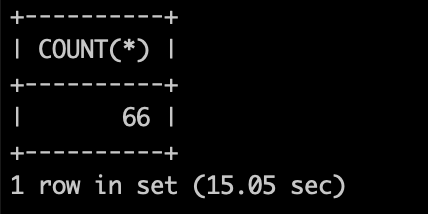 +----------+
| COUNT(*) |
+----------+
|       66 |
+----------+
1 row in set (15.05 sec)